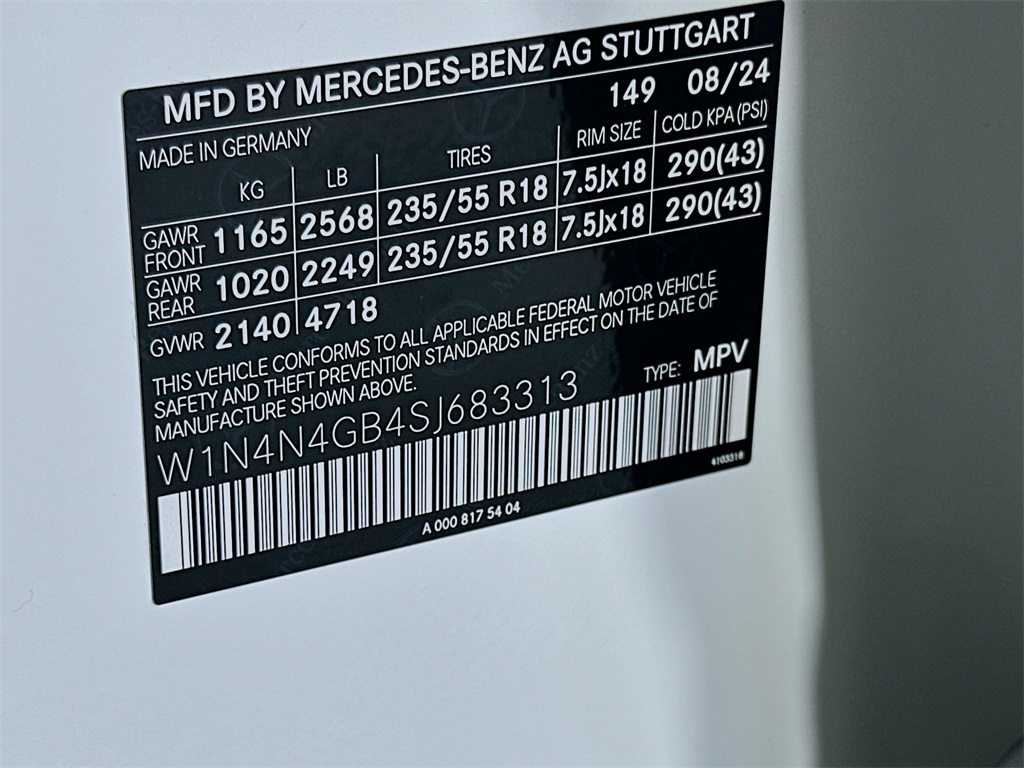 MFD BY MERCEDES-BENZ AG STUTTGART
MADE IN GERMANY 149 08/24
KG LB TIRES RIM SIZE COLD KPA (PSI)
GAWR FRONT 1165 2568 235/55 R18 7.5Jx18 290(43)
GAWR REAR 1020 2249 235/55 R18 7.5Jx18 290(43)
GVWR 2140 4718
THIS VEHICLE CONFORMS TO ALL APPLICABLE FEDERAL MOTOR VEHICLE
SAFETY AND THEFT PREVENTION STANDARDS IN EFFECT ON THE DATE OF
MANUFACTURE SHOWN ABOVE.
W1N4N4GB4SJ683313 TYPE: MPV
A 000 817 54 04